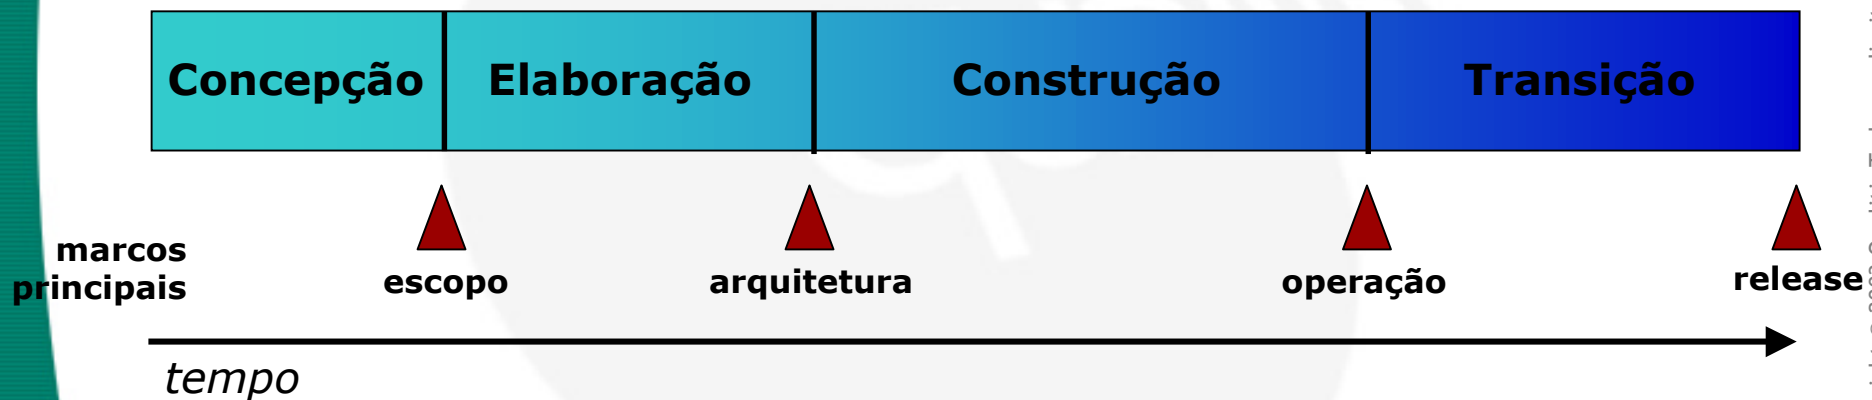 Concepção
Elaboração
Construção
Transição
marcos
principais
escopo
arquitetura
operação
release
tempo